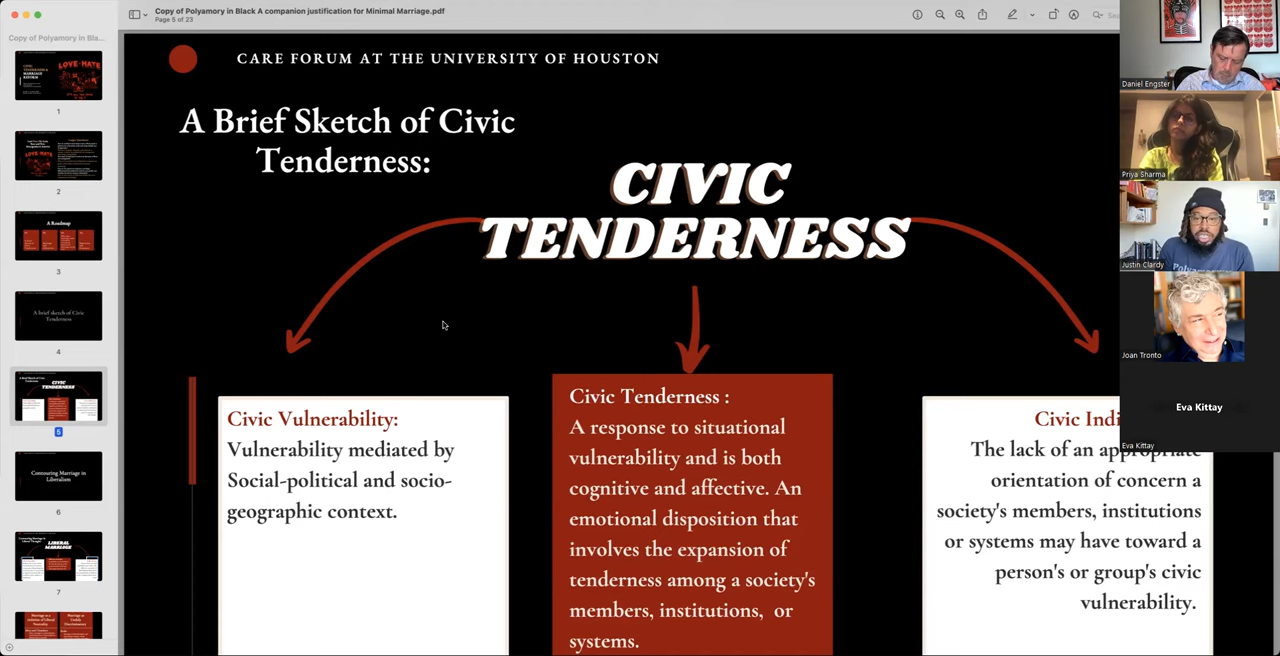 Copy of Polyamory in Black A companion justification for Minimal Marriage.pdf
Page 5 of 23
Copy of Polyamory in Bla...
LOVE-HATE
1
LOVE-HATE
2
A Roadmap
3
A brief sketch of Civic
Tenderness
4
CIVIC
TENDERNESS
5
Contouring Marriage in
Liberalism
6
LIBERAL
MARRIAGE
7
CARE FORUM AT THE UNIVERSITY OF HOUSTON
A Brief Sketch of Civic
Tenderness:
CIVIC
TENDERNESS
Civic Vulnerability:
Vulnerability mediated by
Social-political and socio-
geographic context.
Civic Tenderness :
A response to situational
vulnerability and is both
cognitive and affective. An
emotional disposition that
involves the expansion of
tenderness among a society's
members, institutions, or
systems.
Civic Indi
The lack of an appropriate
orientation of concern a
society's members, institutions
or systems may have toward a
person's or group's civic
vulnerability.
Daniel Engster
Priya Sharma
Justin Clardy
Joan Tronto
Eva Kittay
Eva Kittay